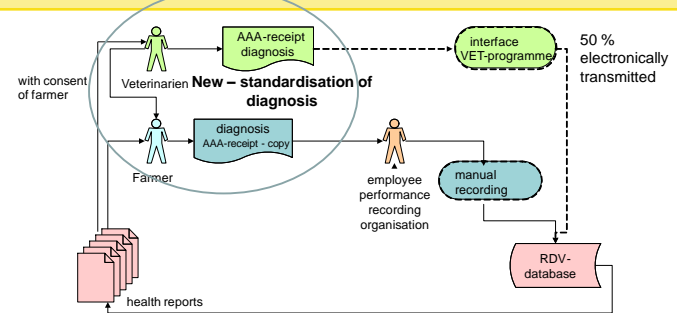 AAA-receipt
diagnosis
interface
VET-programme
50 %
electronically
transmitted
with consent
of farmer
Veterinarien
New – standardisation of
diagnosis
diagnosis
AAA-receipt - copy
Farmer
employee
performance
recording
organisation
manual
recording
RDV-
database
health reports